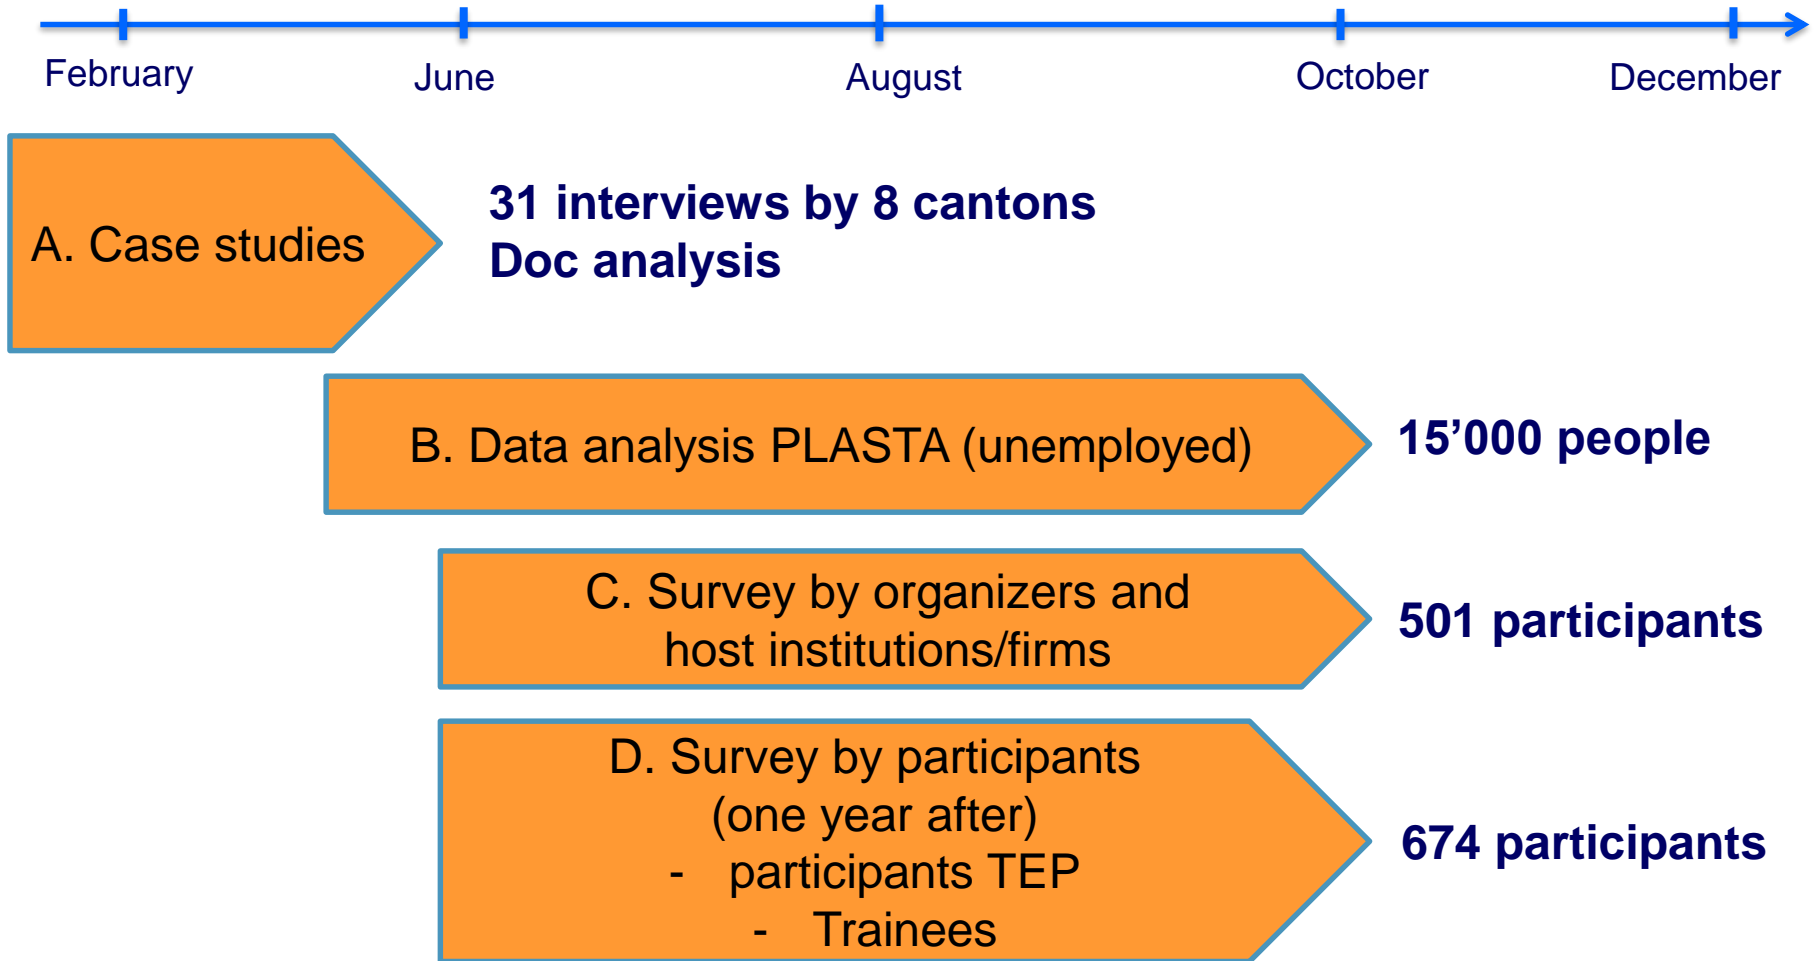 February
June
August
October
December
A. Case studies
31 interviews by 8 cantons
Doc analysis
B. Data analysis PLASTA (unemployed)
15’000 people
C. Survey by organizers and
host institutions/firms
501 participants
D. Survey by participants
(one year after)
- participants TEP
- Trainees
674 participants